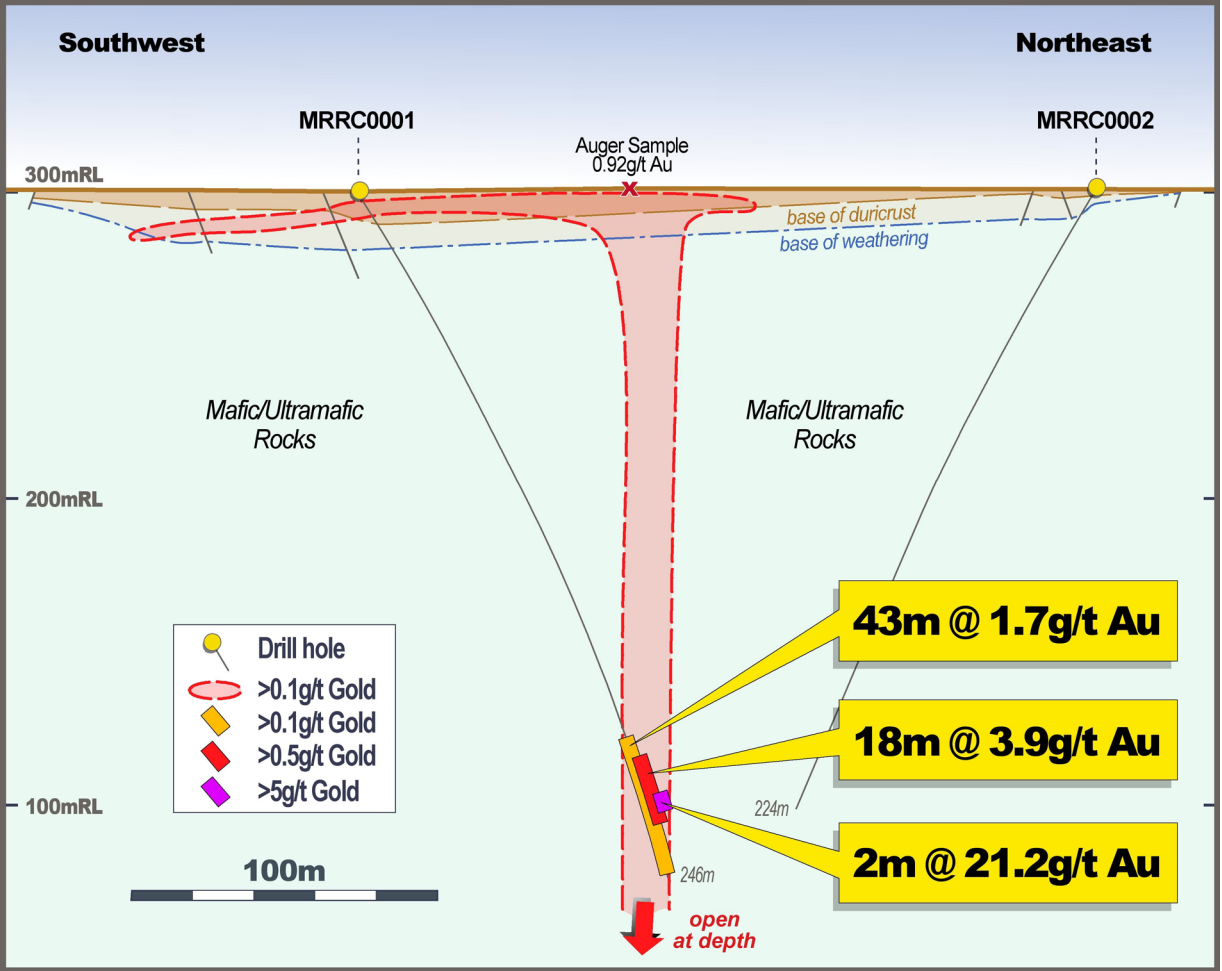 Southwest
Northeast
MRRC0001
MRRC0002
Auger Sample
0.92g/t Au
X
300mRL
base of duricrust
base of weathering
Mafic/Ultramafic
Rocks
Mafic/Ultramafic
Rocks
200mRL
43m @ 1.7g/t Au
Drill hole
>0.1g/t Gold
>0.1g/t Gold
>0.5g/t Gold
>5g/t Gold
18m @ 3.9g/t Au
100mRL
224m
2m @ 21.2g/t Au
100m
246m
open
at depth